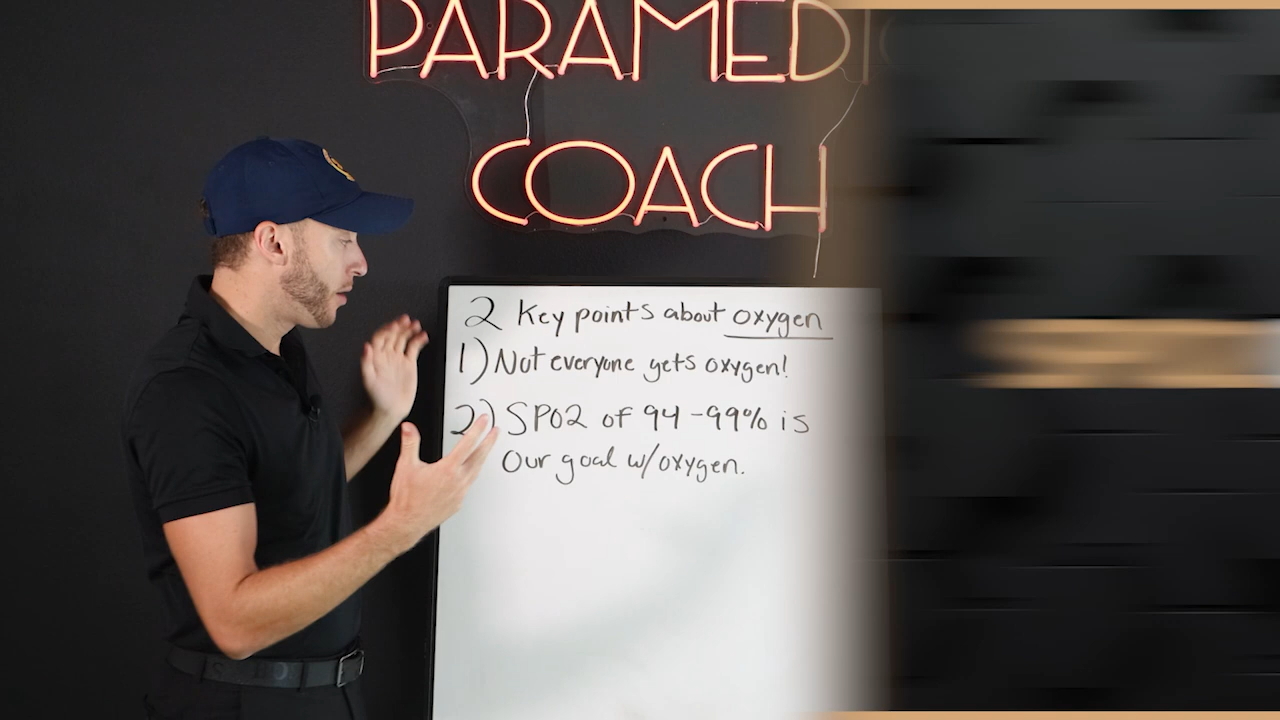 PARAMEDIC
COACH
2 Key points about oxygen
1) Not everyone gets oxygen!
2) SPO2 of 94-99% is
Our goal w/oxygen.